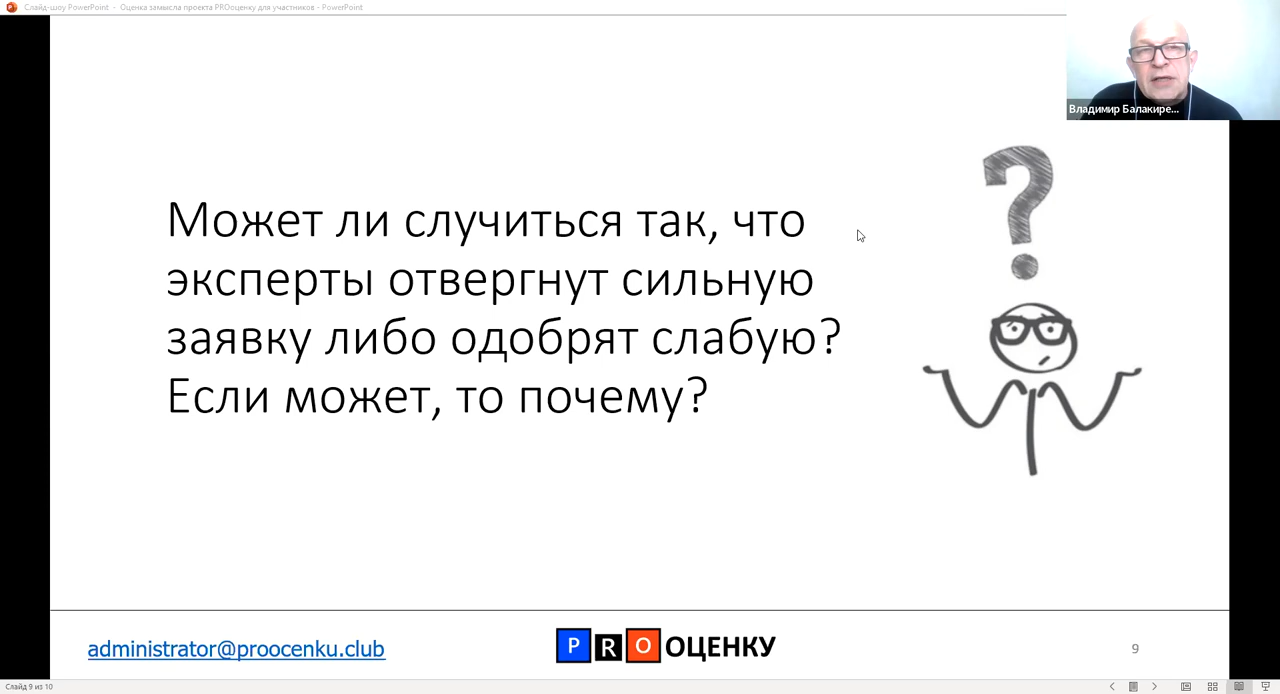 Слайд-шоу PowerPoint - Оценка замысла проекта PROоценку для участников - PowerPoint
Владимир Балакире...
?
Может ли случиться так, что
эксперты отвергнут сильную
заявку либо одобрят слабую?
Если может, то почему?
administrator@proocenku.club
PRO ОЦЕНКУ
9
Слайд 9 из 10